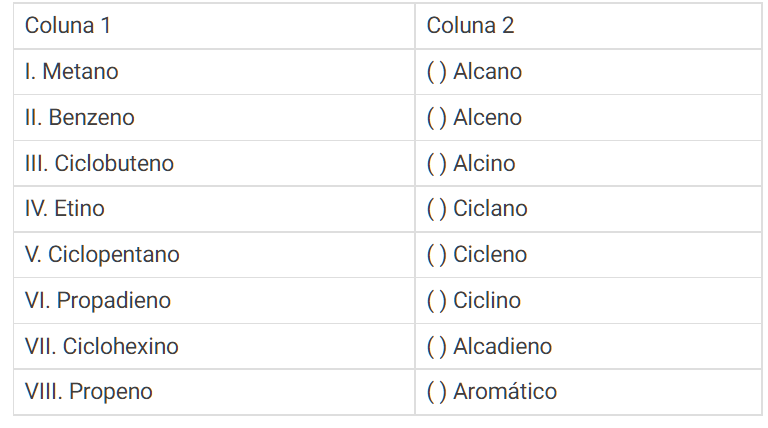 Coluna 1 Coluna 2
I. Metano ( ) Alcano
II. Benzeno ( ) Alceno
III. Ciclobuteno ( ) Alcino
IV. Etino ( ) Ciclano
V. Ciclopentano ( ) Cicleno
VI. Propadieno ( ) Ciclino
VII. Ciclohexino ( ) Alcadieno
VIII. Propeno ( ) Aromático